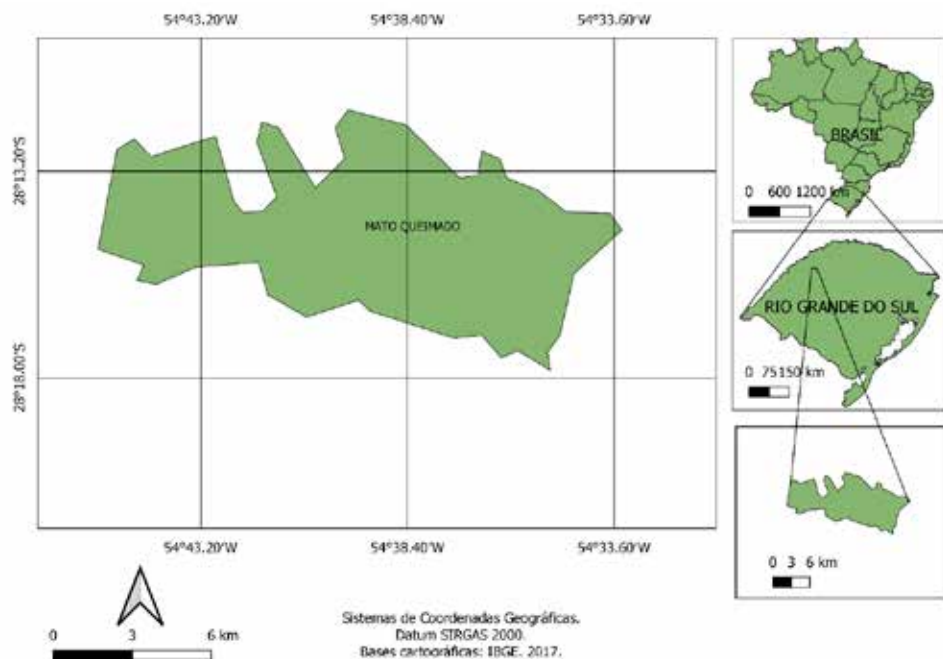 54°43.20'W 54°38.40'W 54°33.60'W
28°13.20'S
28°18.00'S
MATO QUEIMADO
54°43.20'W 54°38.40'W 54°33.60'W
0 3 6 km
Sistemas de Coordenadas Geográficas.
Datum SIRGAS 2000.
Bases cartográficas: IBGE, 2017.
BRASIL
0 600 1200 km
RIO GRANDE DO SUL
0 75 150 km
0 3 6 km